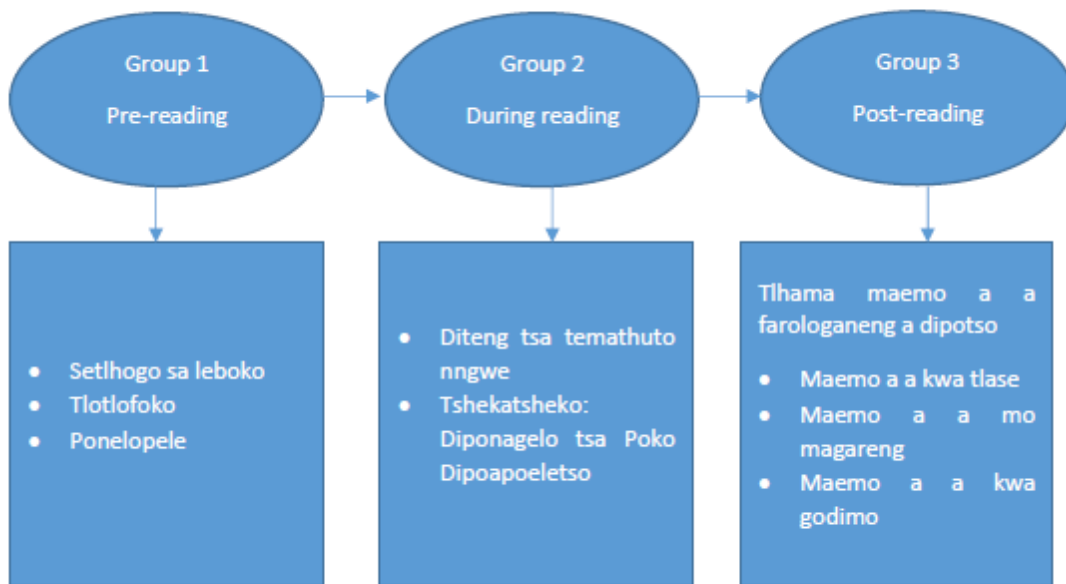 Group 1
Pre-reading
Group 2
During reading
Group 3
Post-reading
● Setlhogo sa leboko
● Tlotlofoko
● Ponelopele
● Diteng tsa temathuto
nngwe
● Tshekatsheko:
Diponagelo tsa Poko
Dipoapoeletso
Tlhama maemo a a
farologaneng a dipotso
● Maemo a a kwa tlase
● Maemo a a mo
magareng
● Maemo a a kwa
godimo